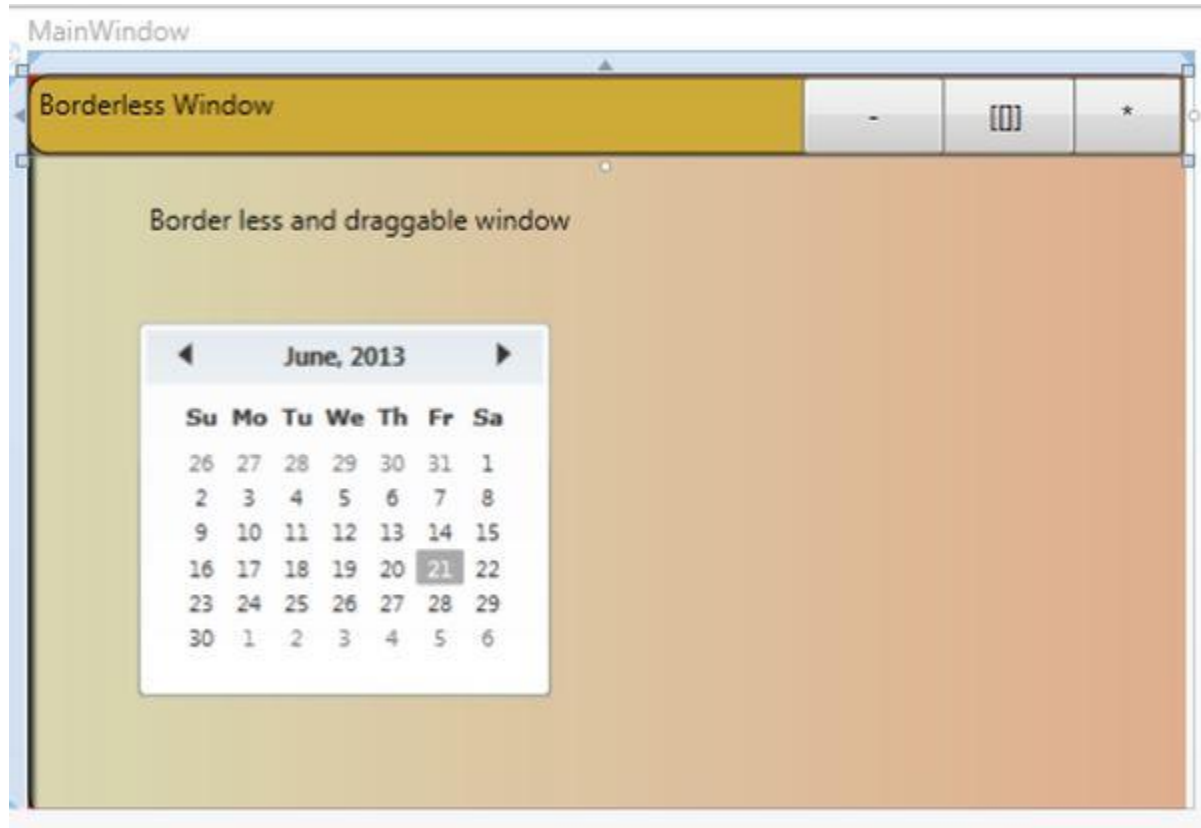 MainWindow
Borderless Window - [[]] *
Border less and draggable window
June, 2013
Su Mo Tu We Th Fr Sa
26 27 28 29 30 31 1
2 3 4 5 6 7 8
9 10 11 12 13 14 15
16 17 18 19 20 21 22
23 24 25 26 27 28 29
30 1 2 3 4 5 6